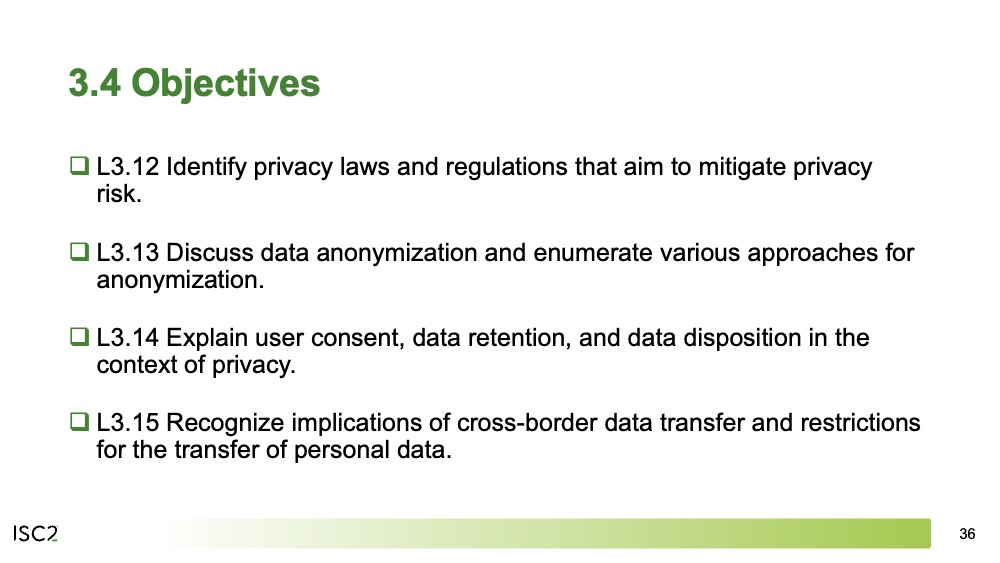 3.4 Objectives
❑ L3.12 Identify privacy laws and regulations that aim to mitigate privacy
risk.
❑ L3.13 Discuss data anonymization and enumerate various approaches for
anonymization.
❑ L3.14 Explain user consent, data retention, and data disposition in the
context of privacy.
❑ L3.15 Recognize implications of cross-border data transfer and restrictions
for the transfer of personal data.
ISC2
36